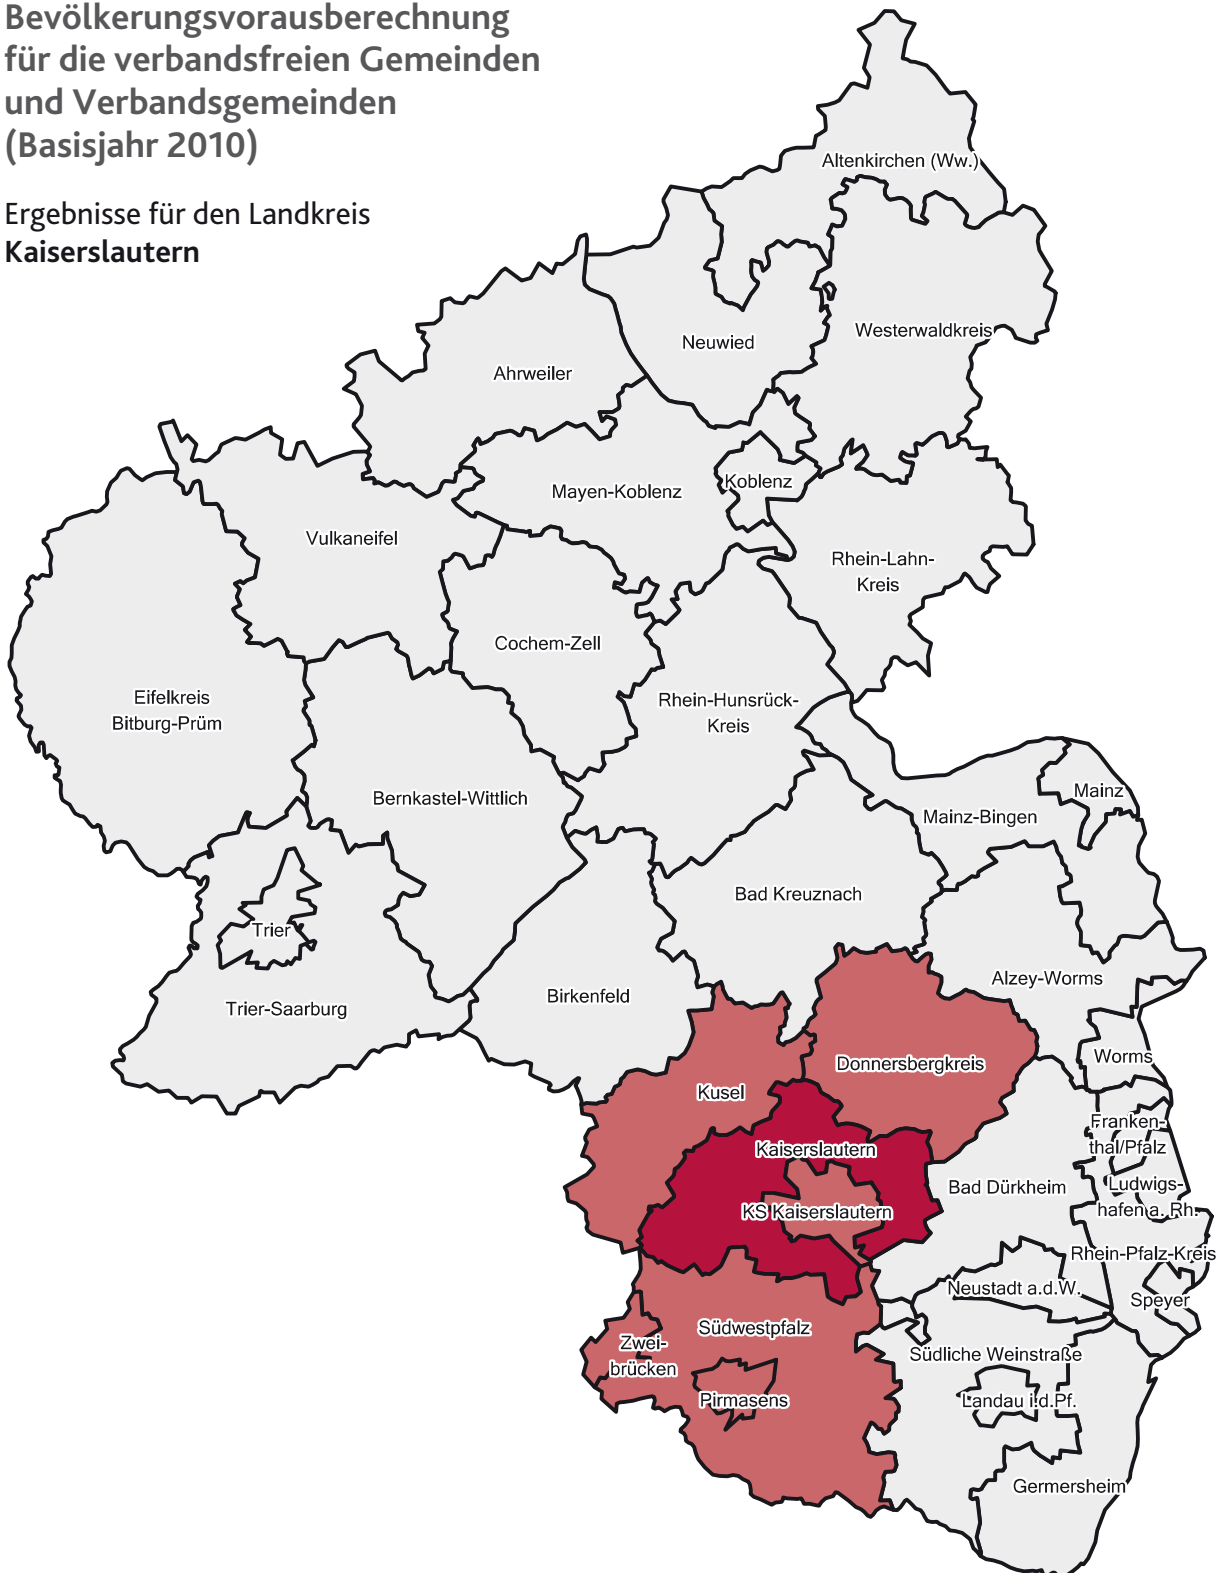 Bevölkerungsvorausberechnung
für die verbandsfreien Gemeinden
und Verbandsgemeinden
(Basisjahr 2010)
Ergebnisse für den Landkreis
Kaiserslautern
Altenkirchen (Ww.)
Westerwaldkreis
Neuwied
Ahrweiler
Koblenz
Mayen-Koblenz
Vulkaneifel
Rhein-Lahn-
Kreis
Cochem-Zell
Eifelkreis
Bitburg-Prüm
Rhein-Hunsrück-
Kreis
Bernkastel-Wittlich
Mainz
Mainz-Bingen
Bad Kreuznach
Trier
Alzey-Worms
Birkenfeld
Trier-Saarburg
Worms
Donnersbergkreis
Kusel
Franken-
thal/Pfalz
Kaiserslautern
Bad Dürkheim
Ludwigs-
hafen a. Rh.
KS Kaiserslautern
Rhein-Pfalz-Kreis
Neustadt a.d.W.
Speyer
Südwestpfalz
Zwei-
brücken
Südliche Weinstraße
Pirmasens
Landau i.d.Pf.
Germersheim